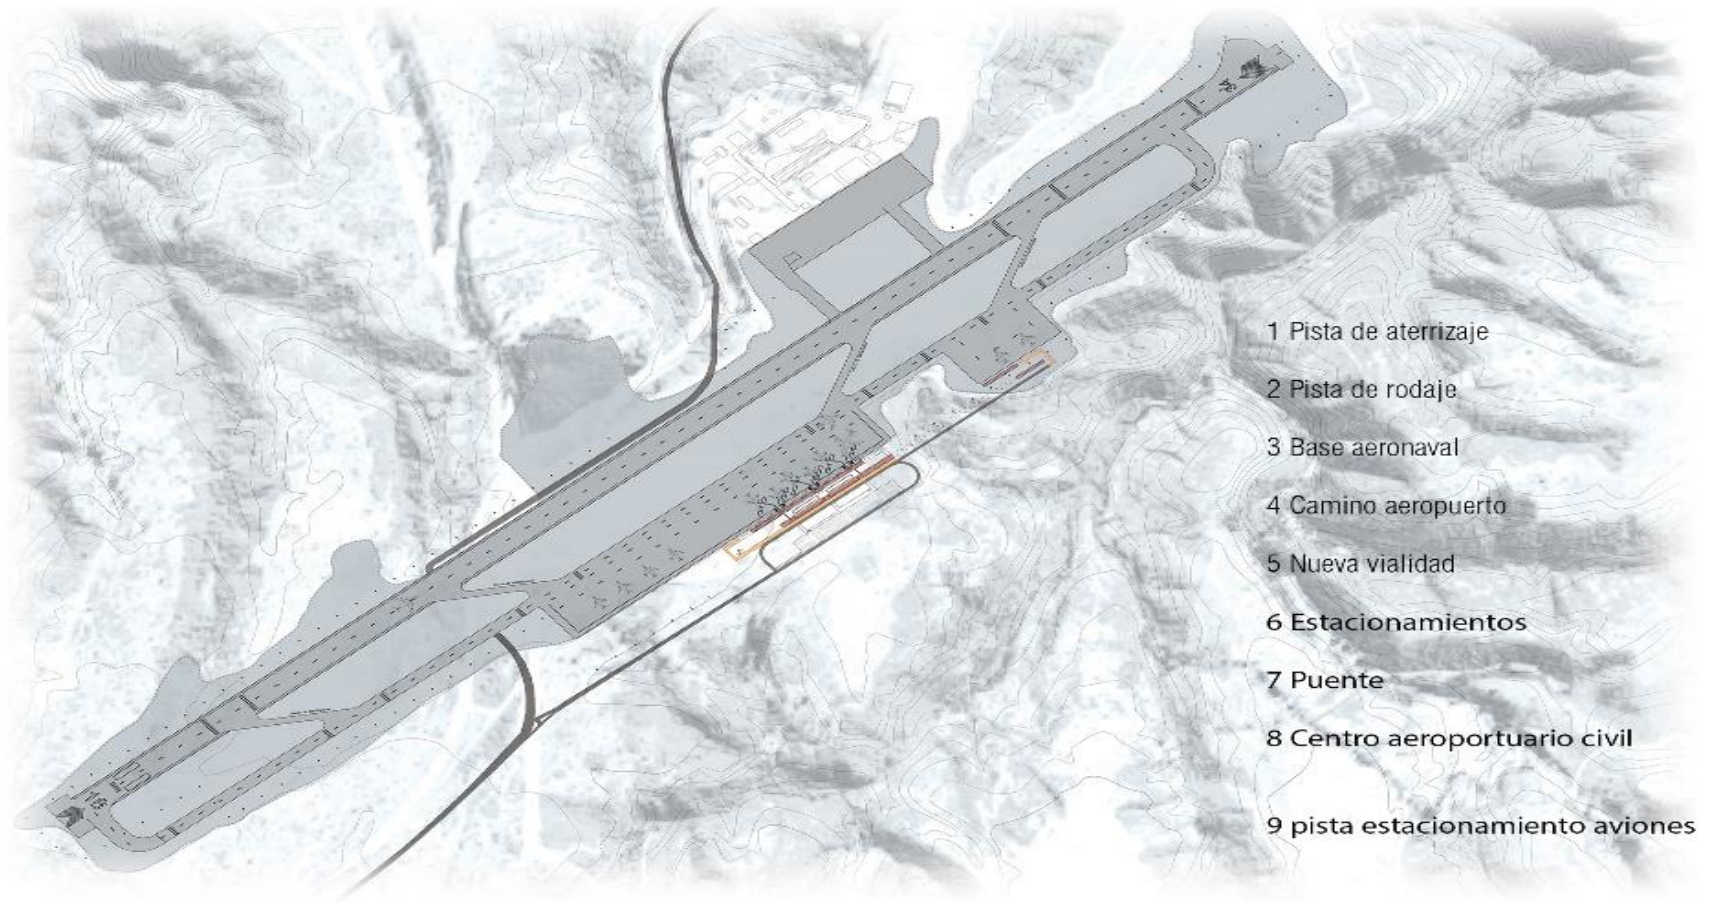 1 Pista de aterrizaje
2 Pista de rodaje
3 Base aeronaval
4 Camino aeropuerto
5 Nueva vialidad
6 Estacionamientos
7 Puente
8 Centro aeroportuario civil
9 pista estacionamiento aviones